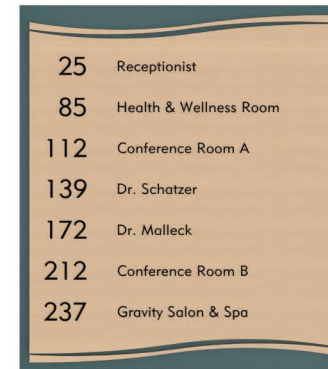 25 Receptionist
85 Health & Wellness Room
112 Conference Room A
139 Dr. Schatzer
172 Dr. Malleck
212 Conference Room B
237 Gravity Salon & Spa